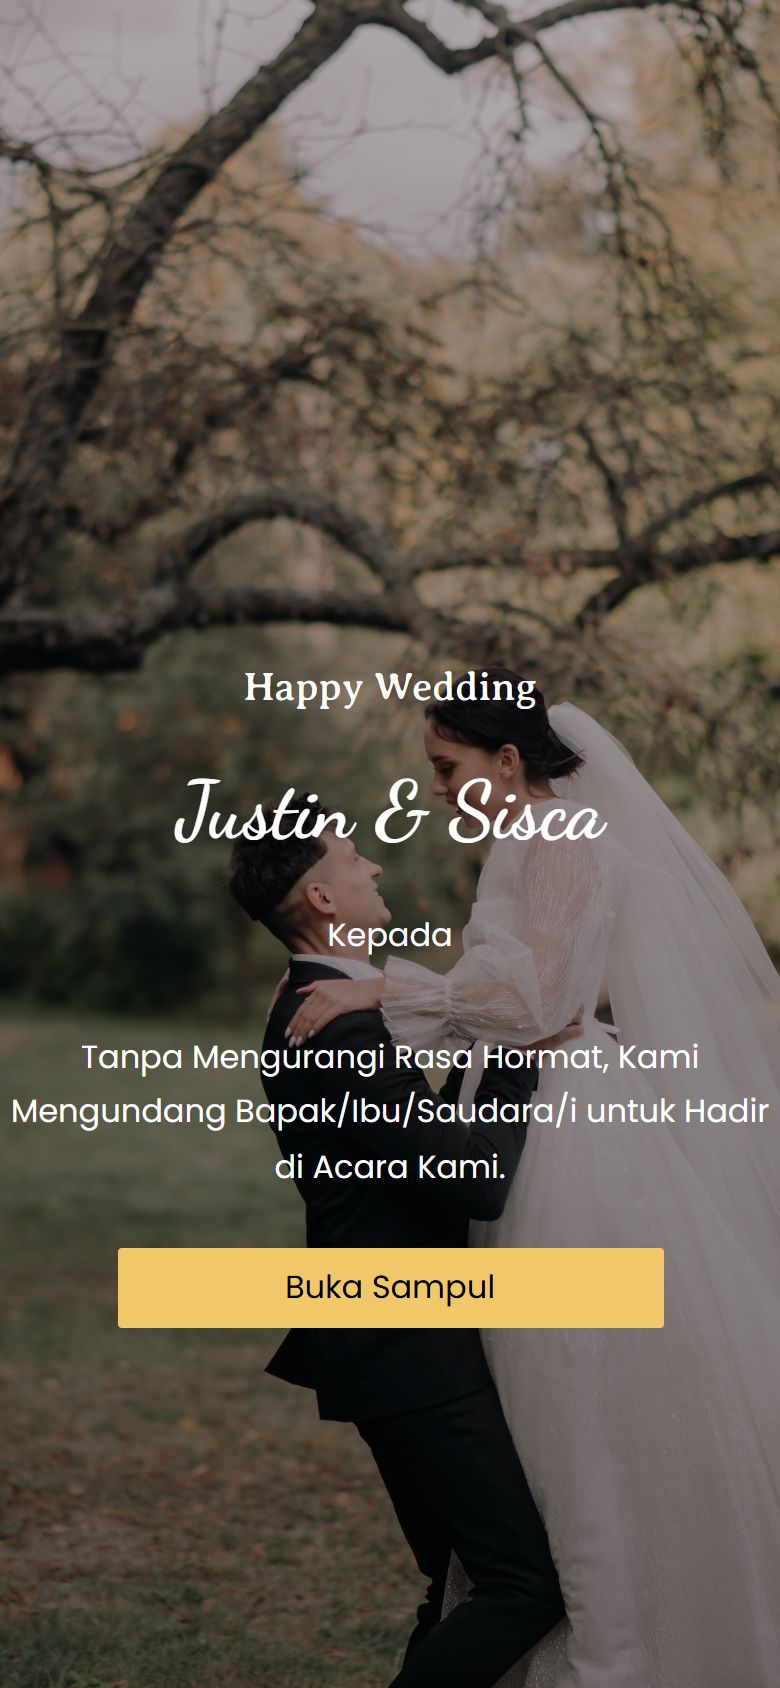 Happy Wedding
Justin & Sisca
Kepada
Tanpa Mengurangi Rasa Hormat, Kami
Mengundang Bapak/Ibu/Saudara/i untuk Hadir
di Acara Kami.
Buka Sampul